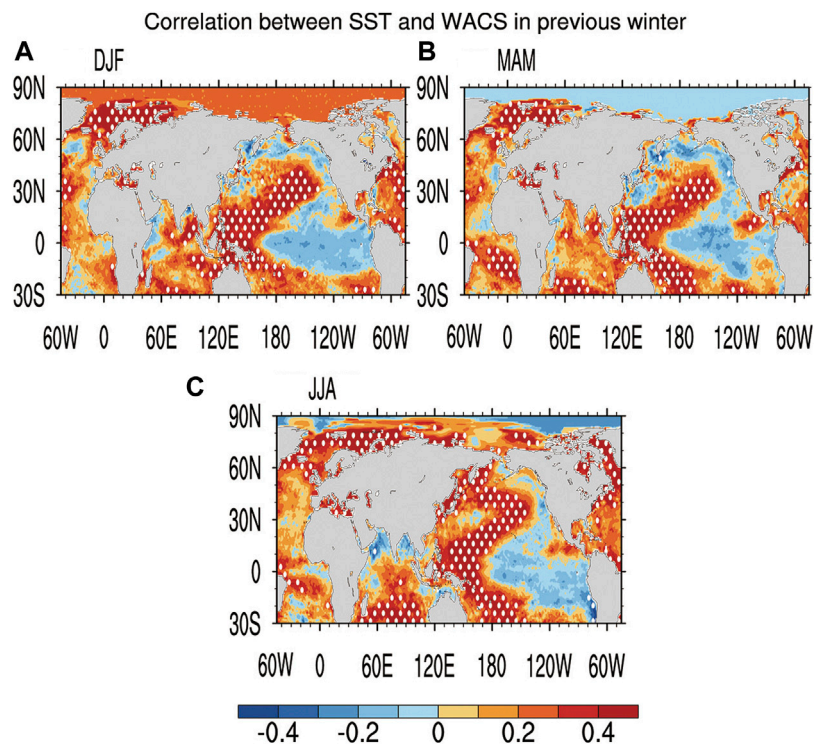 Correlation between SST and WACS in previous winter
A B
DJF MAM
90N 90N
60N 60N
30N 30N
0 0
30S 30S
60W 0 60E 120E 180 120W 60W 60W 0 60E 120E 180 120W 60W
C
JJA
90N
60N
30N
0
30S
60W 0 60E 120E 180 120W 60W
-0.4 -0.2 0 0.2 0.4